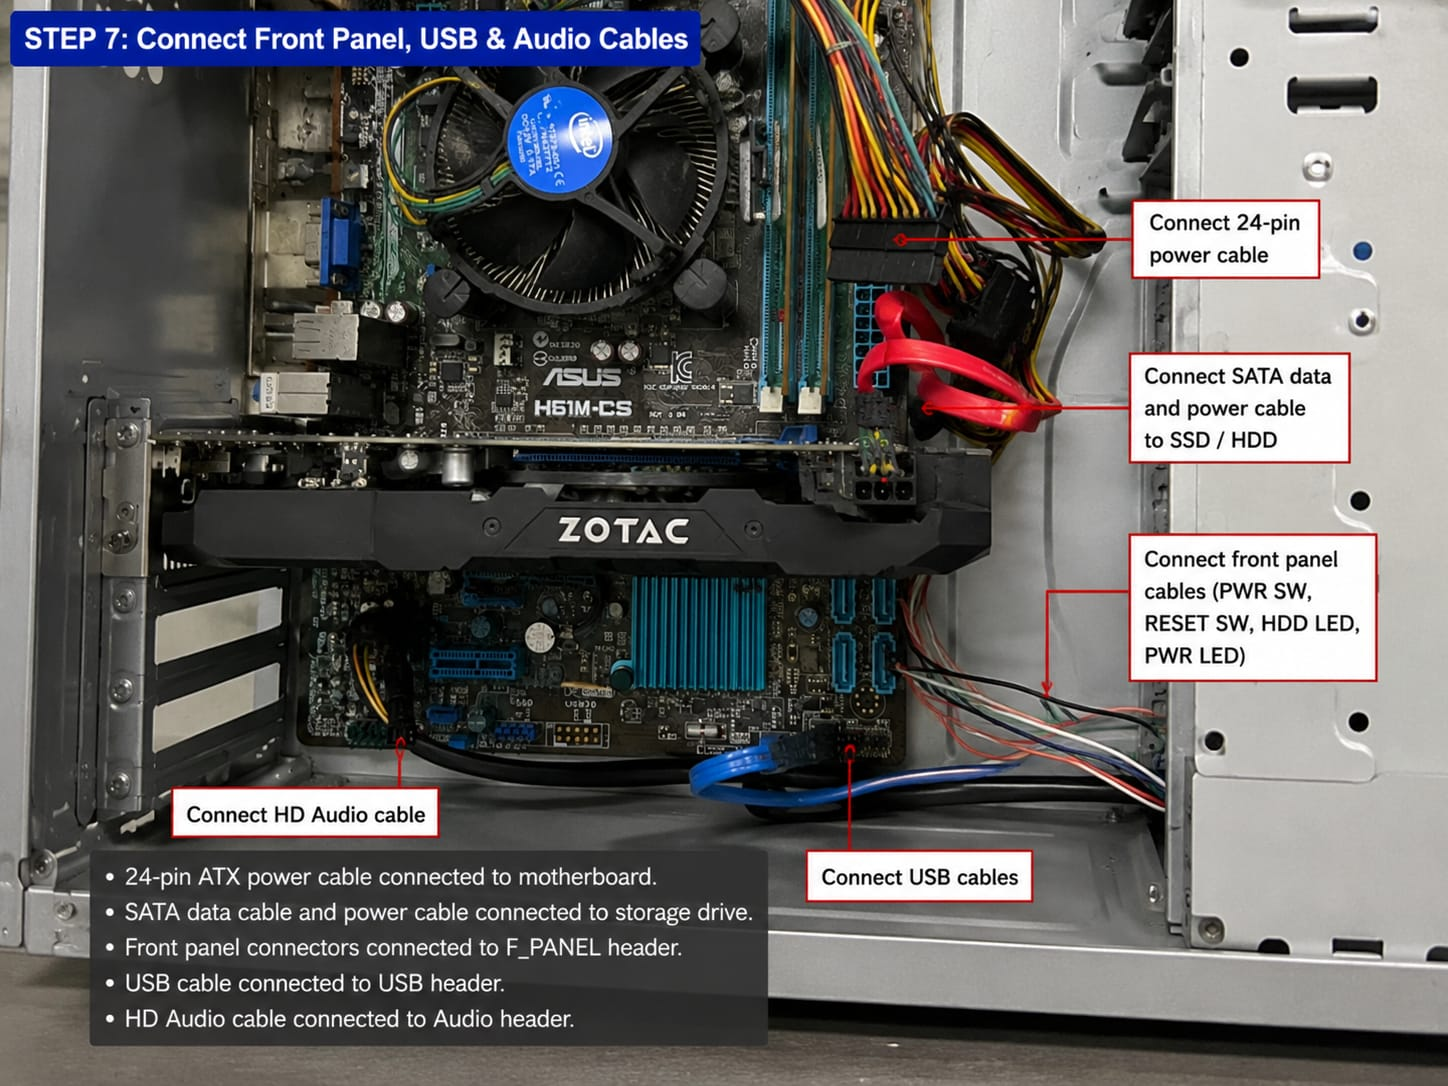 STEP 7: Connect Front Panel, USB & Audio Cables
intel
Connect 24-pin
power cable
ASUS
H61M-CS
Connect SATA data
and power cable
to SSD / HDD
ZOTAC
Connect front panel
cables (PWR SW,
RESET SW, HDD LED,
PWR LED)
Connect HD Audio cable
Connect USB cables
• 24-pin ATX power cable connected to motherboard.
• SATA data cable and power cable connected to storage drive.
• Front panel connectors connected to F_PANEL header.
• USB cable connected to USB header.
• HD Audio cable connected to Audio header.